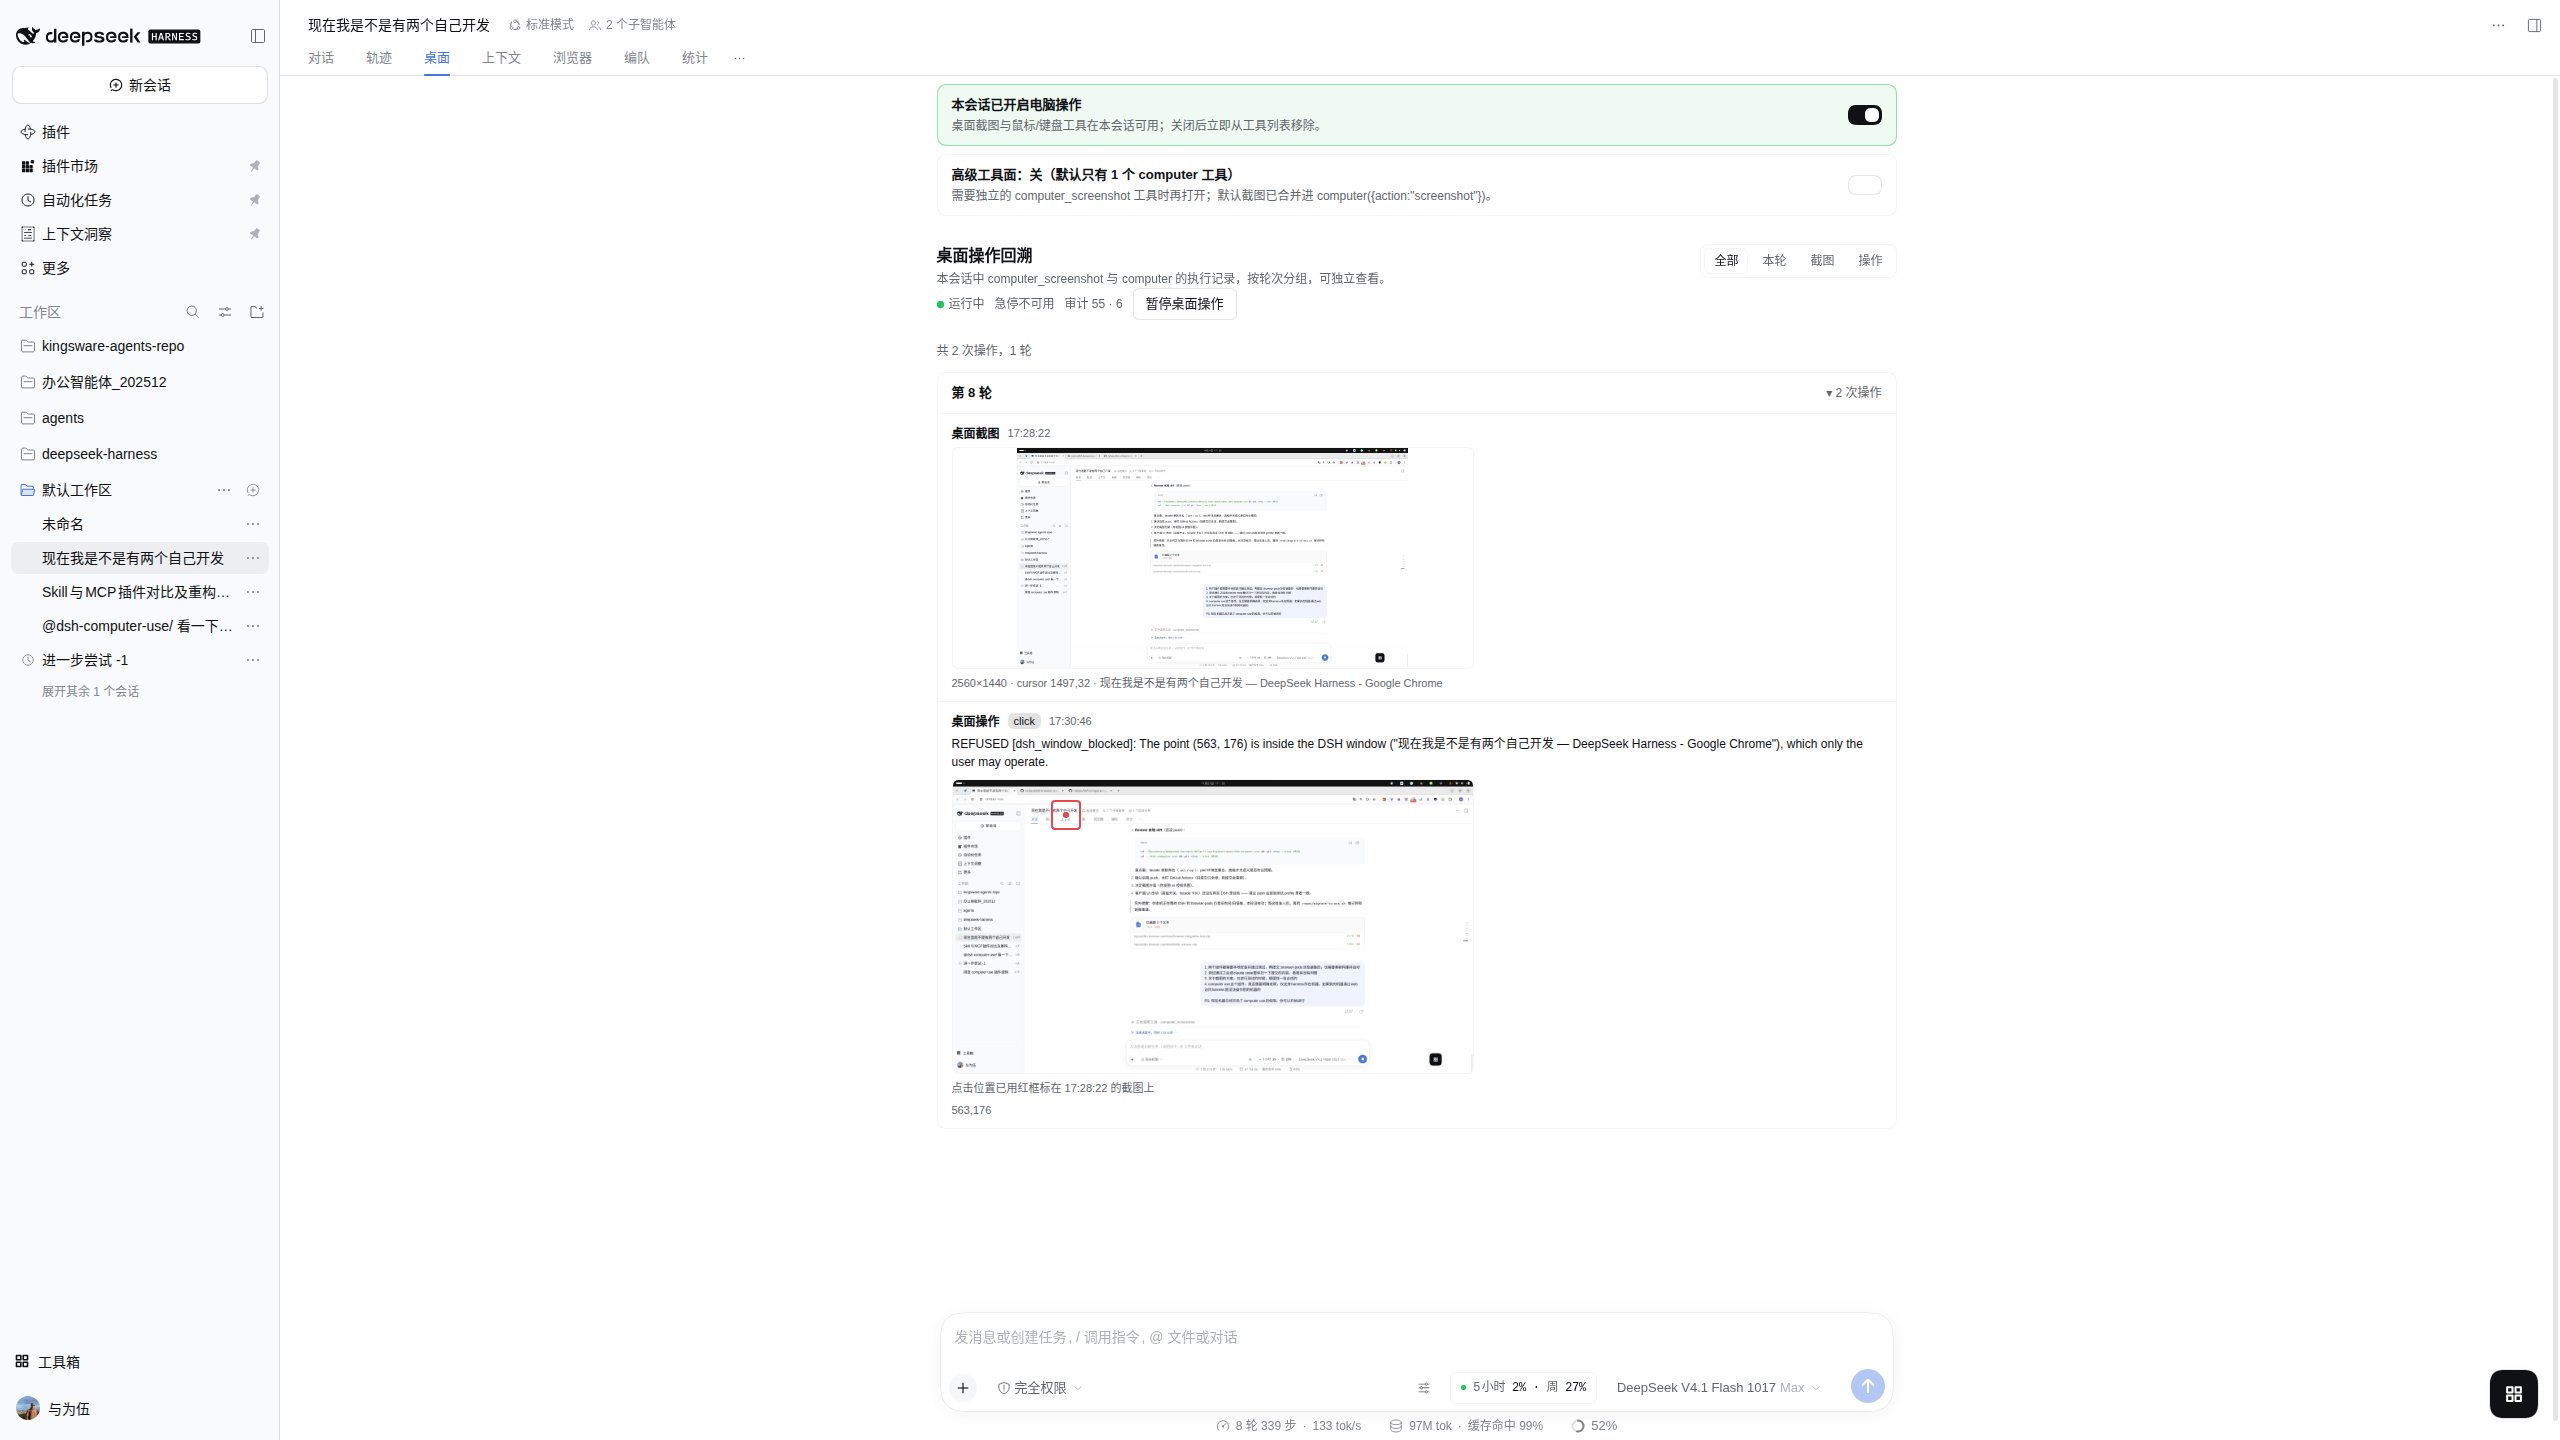 deepseek HARNESS
新会话
插件
插件市场
自动化任务
上下文洞察
更多
工作区
kingsware-agents-repo
办公智能体_202512
agents
deepseek-harness
默认工作区
未命名
现在我是不是有两个自己开发
Skill与MCP插件对比及重构...
@dsh-computer-use/ 看一下...
进一步尝试 -1
展开其余 1 个会话
工具箱
与为伍
现在我是不是有两个自己开发 标准模式 2 个子智能体
对话 轨迹 桌面 上下文 浏览器 编队 统计 ...
本会话已开启电脑操作
桌面截图与鼠标/键盘工具在本会话可用；关闭后立即从工具列表移除。
高级工具面：关（默认只有 1 个 computer 工具）
需要独立的 computer_screenshot 工具时再打开；默认截图已合并进 computer({action:"screenshot"})。
桌面操作回溯
全部 本轮 截图 操作
本会话中 computer_screenshot 与 computer 的执行记录，按轮次分组，可独立查看。
运行中 急停不可用 审计 55 · 6 暂停桌面操作
共 2 次操作，1 轮
第 8 轮 ▾ 2 次操作
桌面截图 17:28:22
2560×1440 · cursor 1497,32 · 现在我是不是有两个自己开发 — DeepSeek Harness - Google Chrome
桌面操作 click 17:30:46
REFUSED [dsh_window_blocked]: The point (563, 176) is inside the DSH window ("现在我是不是有两个自己开发 — DeepSeek Harness - Google Chrome"), which only the
user may operate.
点击位置已用红框标在 17:28:22 的截图上
563,176
发消息或创建任务, / 调用指令, @ 文件或对话
完全权限 5小时 2% · 周 27% DeepSeek V4.1 Flash 1017 Max
8 轮 339 步 · 133 tok/s 97M tok · 缓存命中 99% 52%